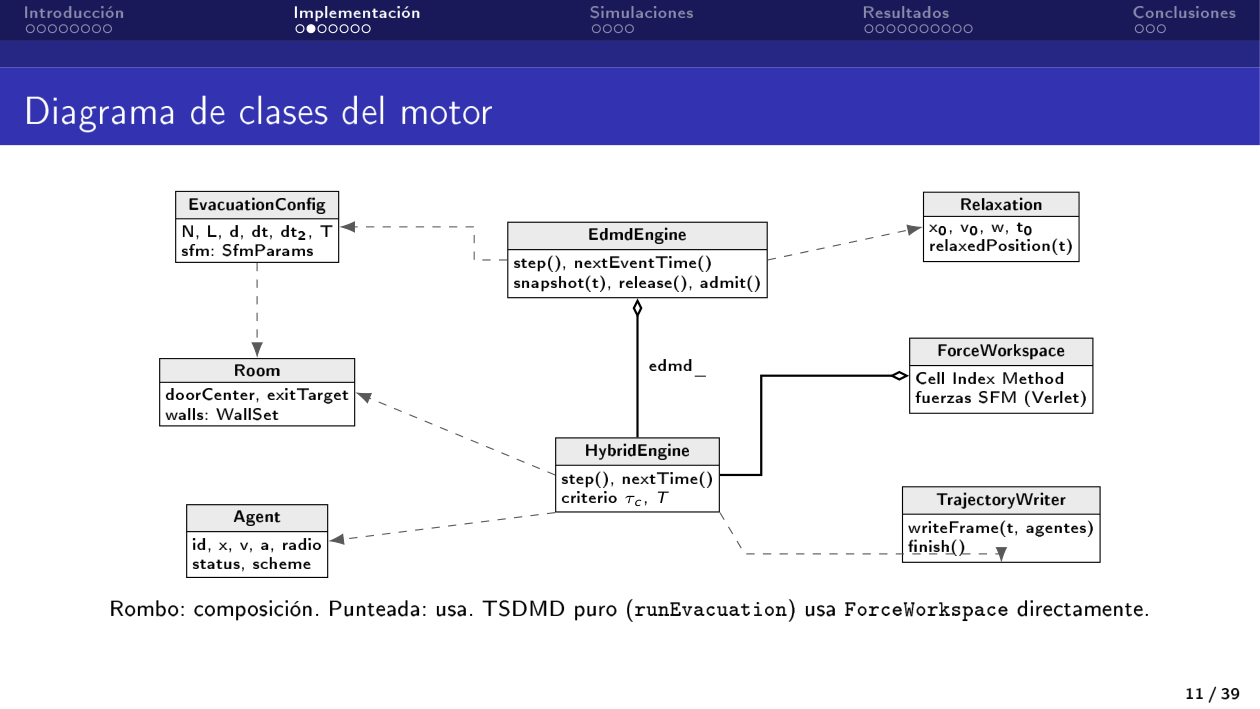 Introducción
Implementación
Simulaciones
Resultados
Conclusiones
Diagrama de clases del motor
EvacuationConfig
N, L, d, dt, dt₂, T
sfm: SfmParams
EdmdEngine
step(), nextEventTime()
snapshot(t), release(), admit()
Relaxation
x₀, v₀, w, t₀
relaxedPosition(t)
Room
doorCenter, exitTarget
walls: WallSet
edmd_
ForceWorkspace
Cell Index Method
fuerzas SFM (Verlet)
HybridEngine
step(), nextTime()
criterio τ_c, T
Agent
id, x, v, a, radio
status, scheme
TrajectoryWriter
writeFrame(t, agentes)
finish()
Rombo: composición. Punteada: usa. TSDMD puro (runEvacuation) usa ForceWorkspace directamente.
11 / 39